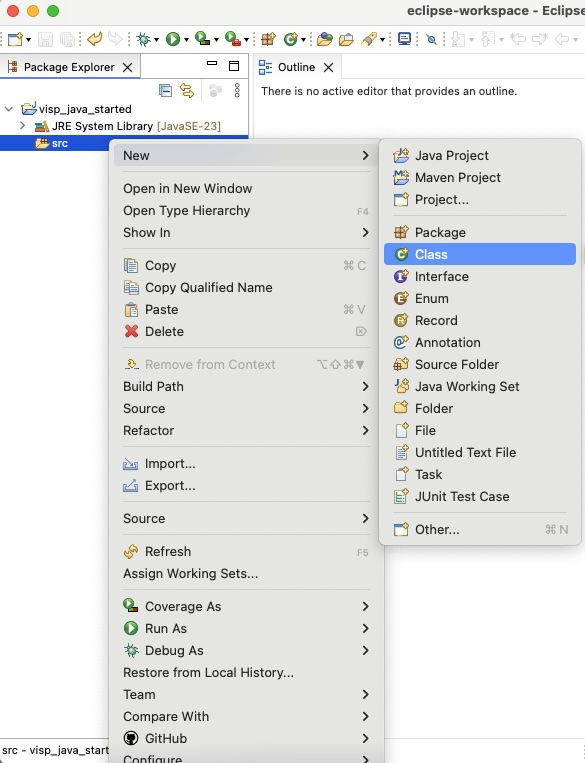 eclipse-workspace - Eclipse
Package Explorer
Outline
There is no active editor that provides an outline.
visp_java_started
JRE System Library [JavaSE-23]
src
New
Open in New Window
Open Type Hierarchy F4
Show In
Copy ⌘ C
Copy Qualified Name
Paste ⌘ V
Delete ⌦
Remove from Context ⌥⇧⌘▼
Build Path
Source
Refactor
Import...
Export...
Source
Refresh F5
Assign Working Sets...
Coverage As
Run As
Debug As
Restore from Local History...
Team
Compare With
GitHub
Configure
Java Project
Maven Project
Project...
Package
Class
Interface
Enum
Record
Annotation
Source Folder
Java Working Set
Folder
File
Untitled Text File
Task
JUnit Test Case
Other... ⌘ N
src - visp_java_start